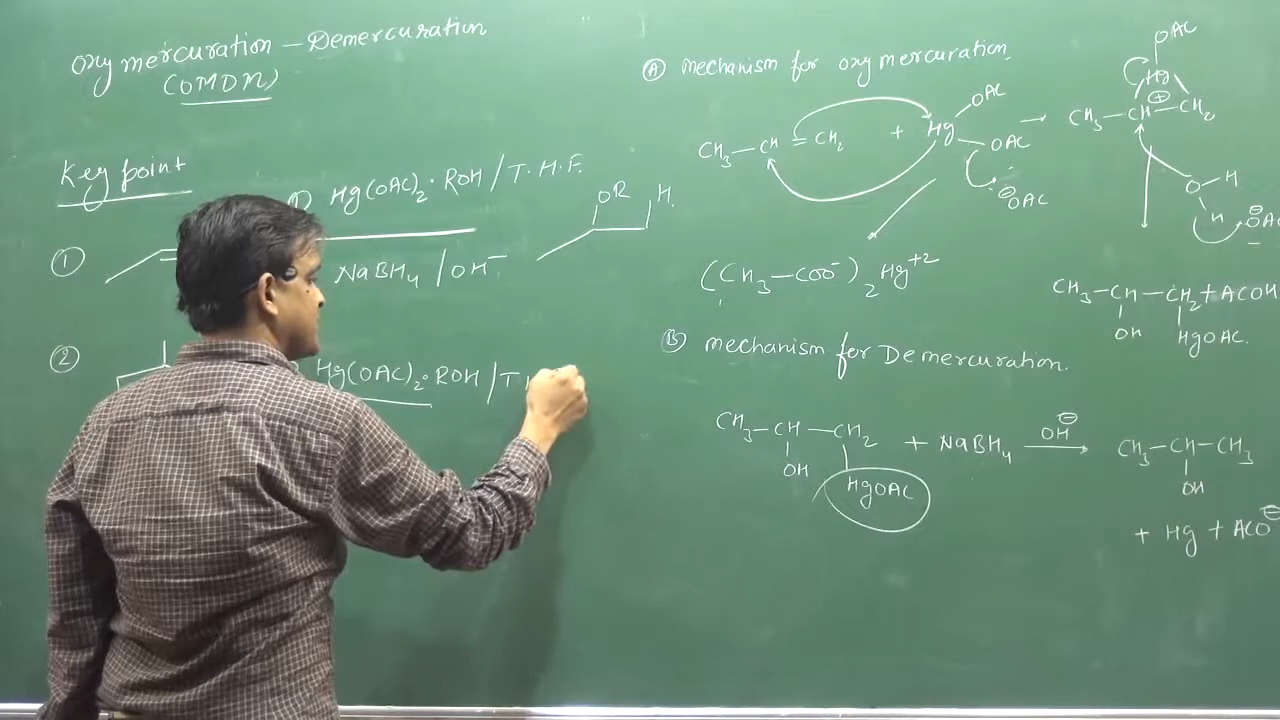 Oxymercuration – Demercuration
(OMDM)
Key point
① 
① Hg(OAC)₂·ROH/T.H.F.
NaBH₄/OH⁻
OR H.
②
Hg(OAC)₂·ROH/T
Ⓐ mechanism for oxymercuration.
CH₃–CH=CH₂ + Hg OAC OAC →
⊖OAC
(CH₃–COO⁻)₂Hg⁺²
OAC
Hg
CH₃–CH–CH₂
⊕
O–H
H ⊖OAC
CH₃–CH–CH₂+ACOH
OH HgOAC.
Ⓑ mechanism for Demercuration.
CH₃–CH–CH₂ + NaBH₄ OH⊖→ CH₃–CH–CH₃
OH HgOAC OH
+ Hg + ACO⊖